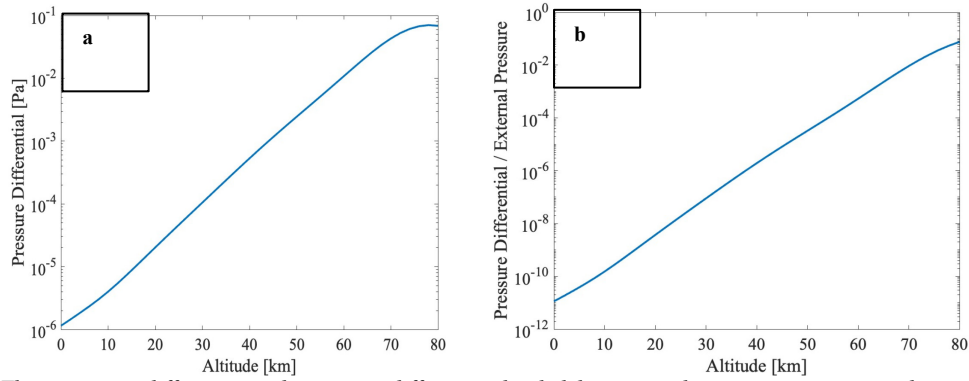 a
10^-1
10^-2
10^-3
10^-4
10^-5
10^-6
Pressure Differential [Pa]
0 10 20 30 40 50 60 70 80
Altitude [km]
b
10^0
10^-2
10^-4
10^-6
10^-8
10^-10
10^-12
Pressure Differential / External Pressure
0 10 20 30 40 50 60 70 80
Altitude [km]